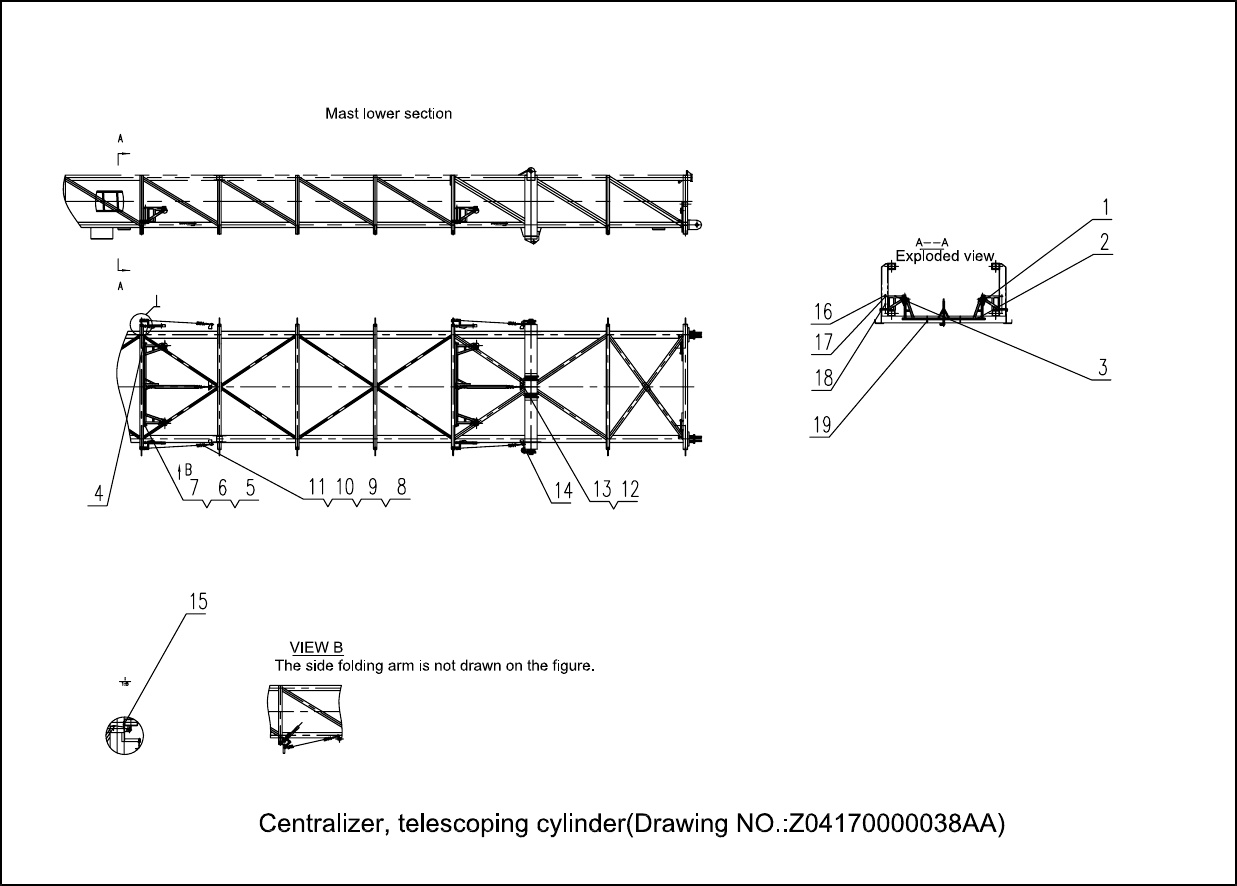 Mast lower section
A
A
1
A--A
2
Exploded view
16
17
3
18
19
B
4
7 6 5
11 10 9 8
14
13 12
15
VIEW B
The side folding arm is not drawn on the figure.
Centralizer, telescoping cylinder(Drawing NO.:Z04170000038AA)